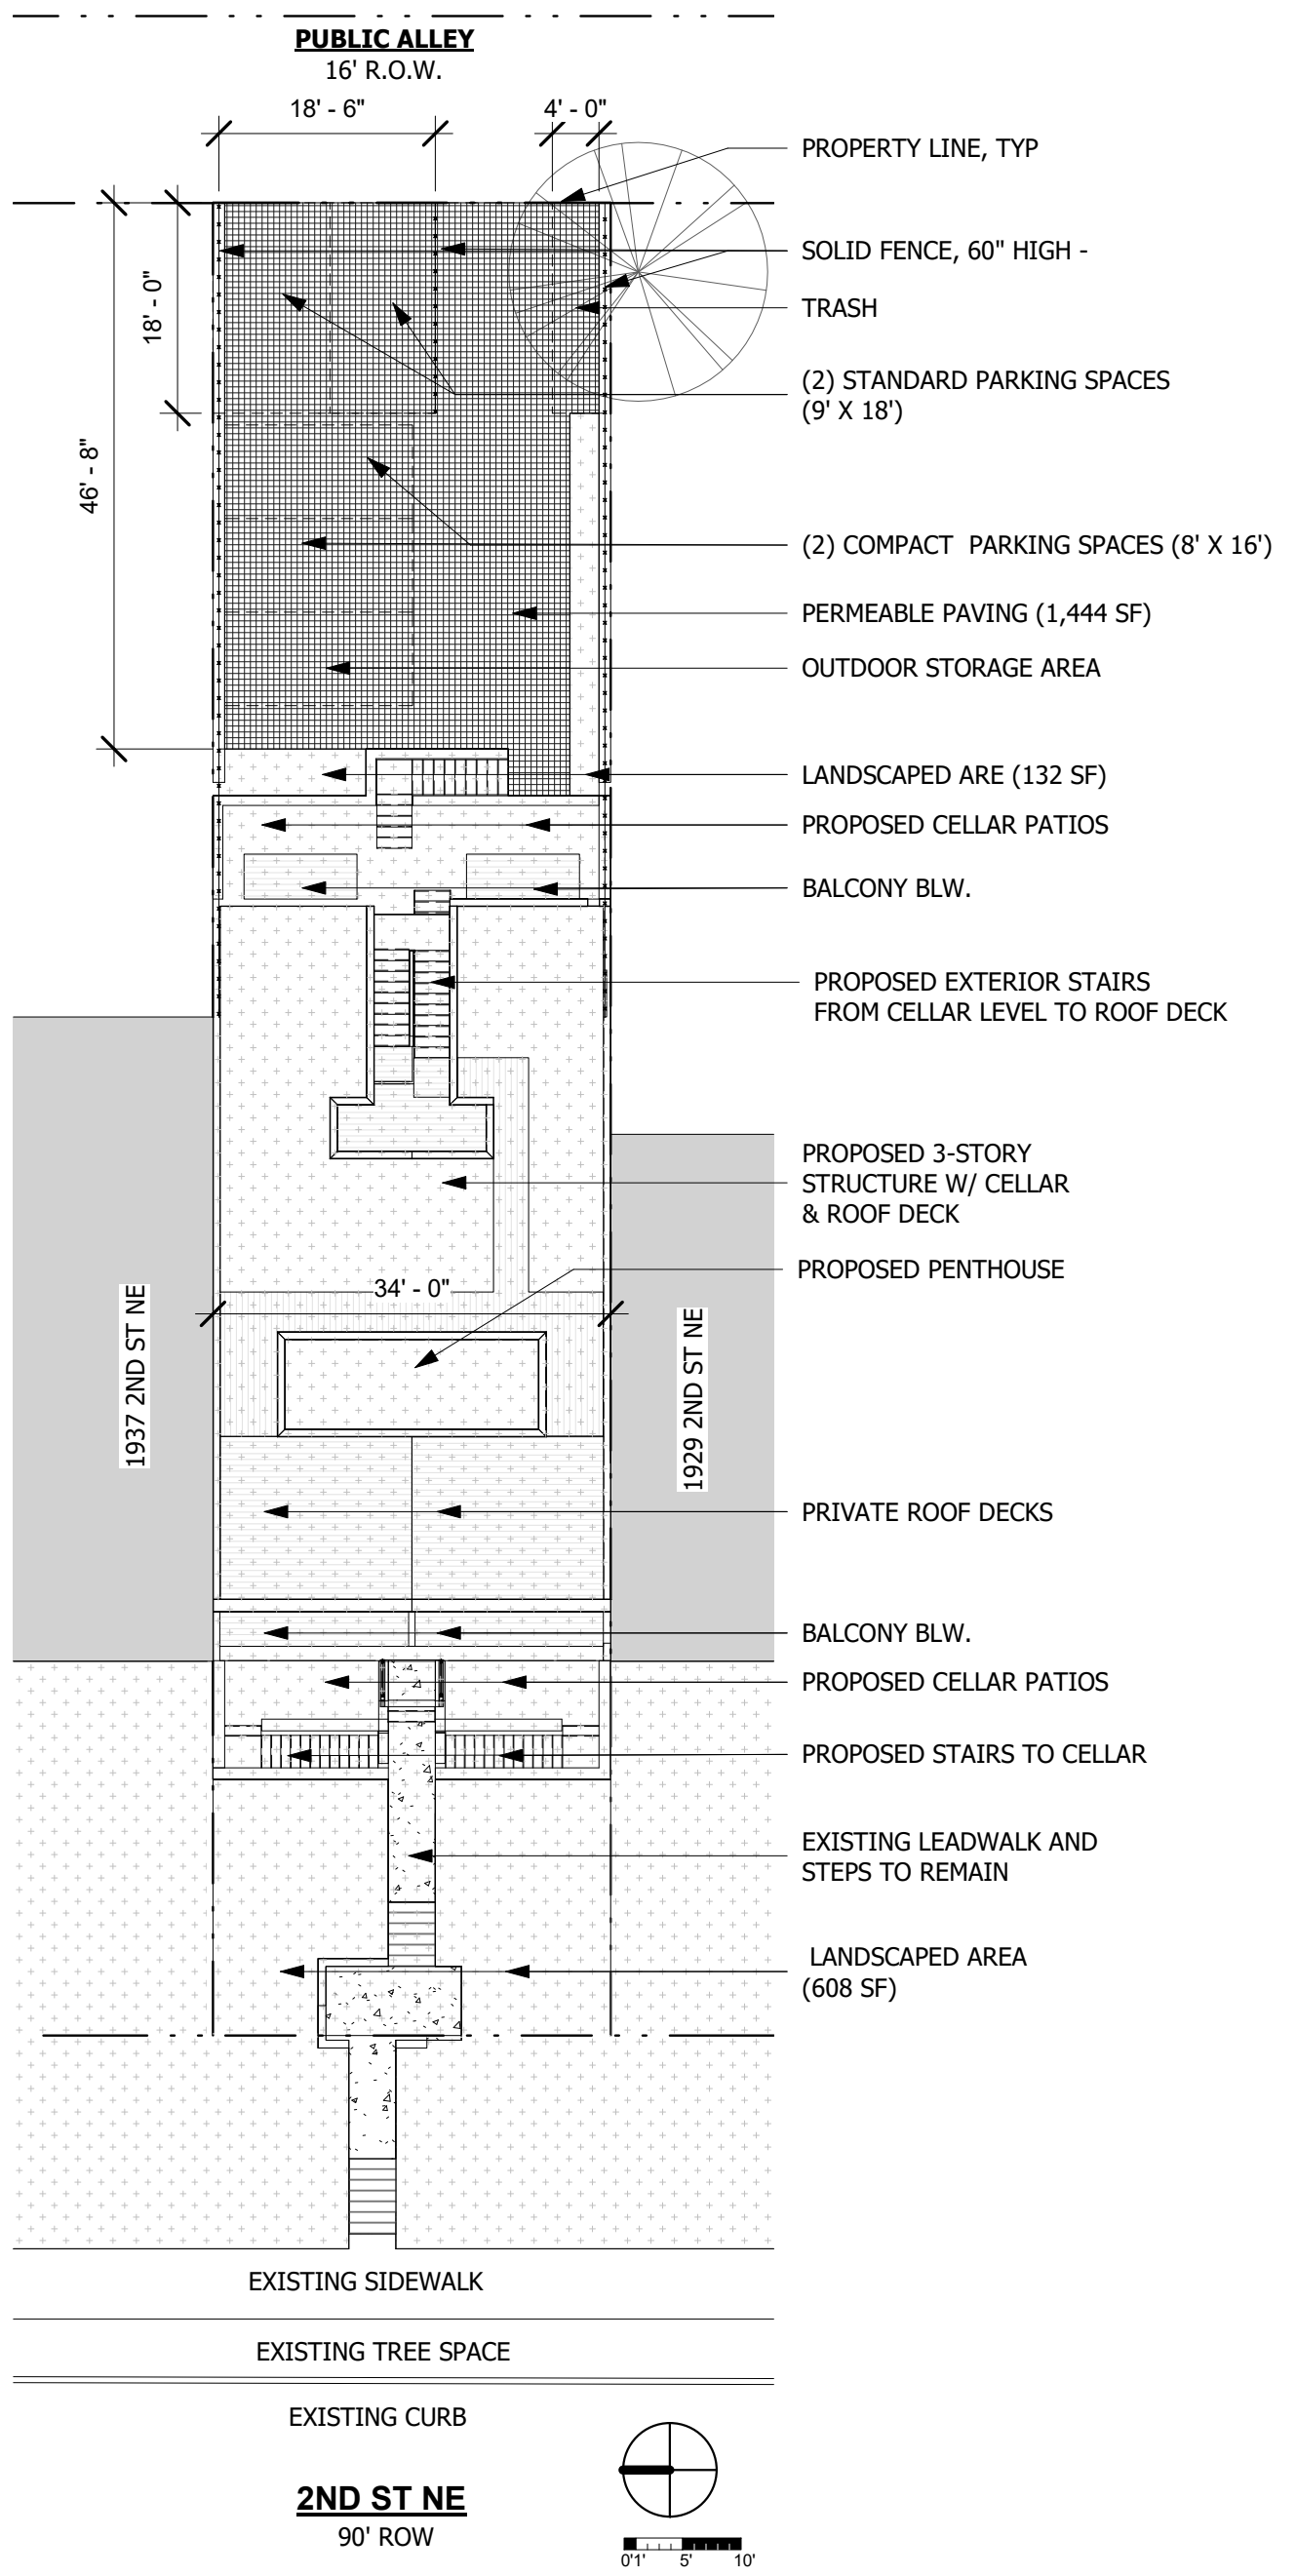 PUBLIC ALLEY
16' R.O.W.
18' - 6"
4' - 0"
PROPERTY LINE, TYP
SOLID FENCE, 60" HIGH -
TRASH
18' - 0"
(2) STANDARD PARKING SPACES
(9' X 18')
46' - 8"
(2) COMPACT PARKING SPACES (8' X 16')
PERMEABLE PAVING (1,444 SF)
OUTDOOR STORAGE AREA
LANDSCAPED ARE (132 SF)
PROPOSED CELLAR PATIOS
BALCONY BLW.
PROPOSED EXTERIOR STAIRS
FROM CELLAR LEVEL TO ROOF DECK
PROPOSED 3-STORY
STRUCTURE W/ CELLAR
& ROOF DECK
PROPOSED PENTHOUSE
34' - 0"
1937 2ND ST NE
1929 2ND ST NE
PRIVATE ROOF DECKS
BALCONY BLW.
PROPOSED CELLAR PATIOS
PROPOSED STAIRS TO CELLAR
EXISTING LEADWALK AND
STEPS TO REMAIN
LANDSCAPED AREA
(608 SF)
EXISTING SIDEWALK
EXISTING TREE SPACE
EXISTING CURB
2ND ST NE
90' ROW
0'1' 5' 10'